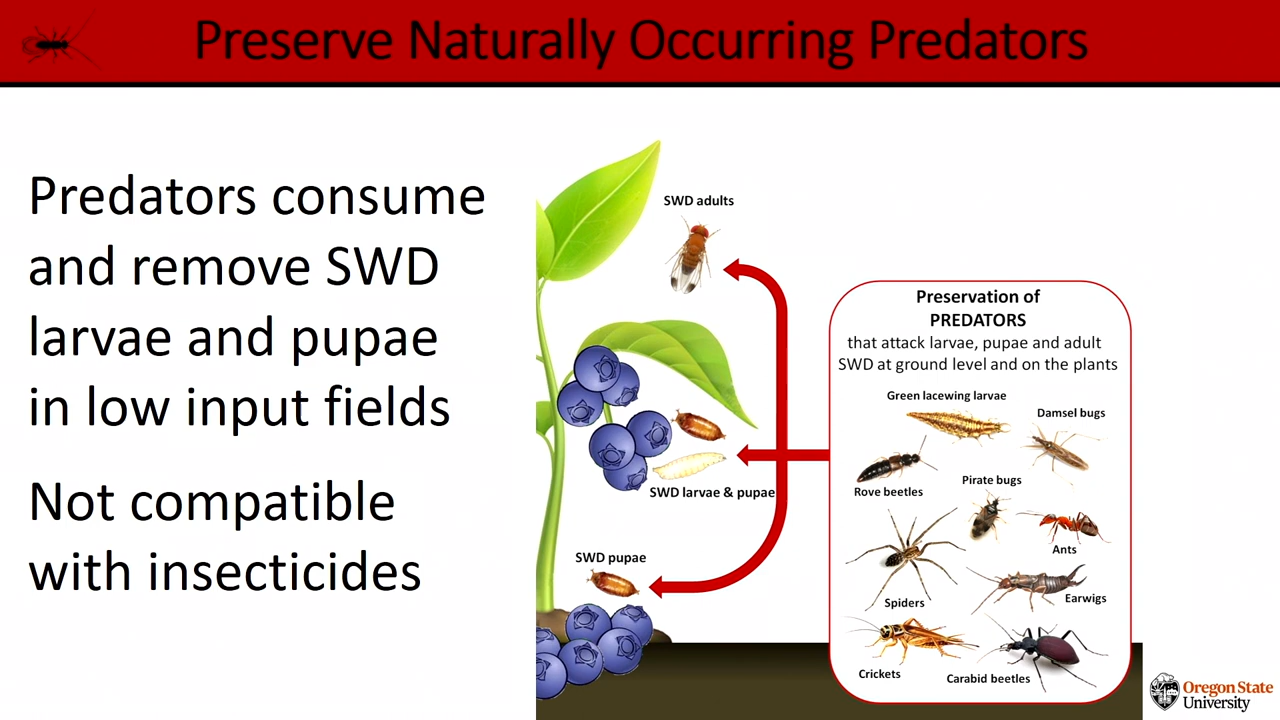 Preserve Naturally Occurring Predators
Predators consume
and remove SWD
larvae and pupae
in low input fields
Not compatible
with insecticides
SWD adults
SWD larvae & pupae
SWD pupae
Preservation of
PREDATORS
that attack larvae, pupae and adult
SWD at ground level and on the plants
Green lacewing larvae
Damsel bugs
Rove beetles
Pirate bugs
Ants
Spiders
Earwigs
Crickets
Carabid beetles
Oregon State
University